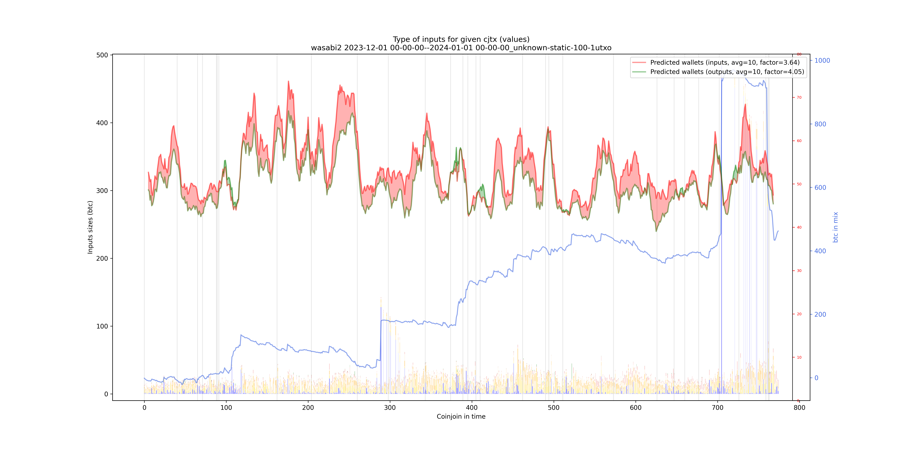 Type of inputs for given cjtx (values)
wasabi2 2023-12-01 00-00-00--2024-01-01 00-00-00_unknown-static-100-1utxo
Predicted wallets (inputs, avg=10, factor=3.64)
Predicted wallets (outputs, avg=10, factor=4.05)
500
400
300
200
100
0
Inputs sizes (btc)
0 100 200 300 400 500 600 700 800
Coinjoin in time
70
60
50
40
30
20
10
1000
800
600
400
200
0
btc in mix